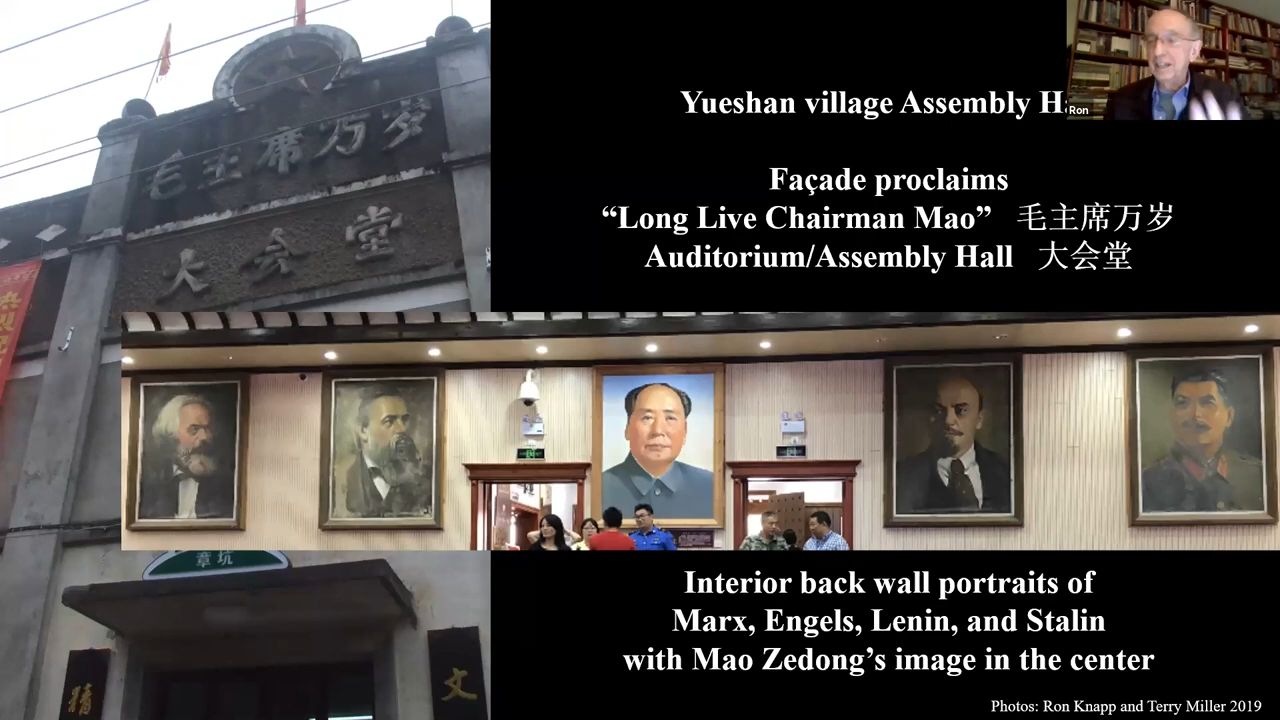 毛主席万岁
大会堂
章坑
精
文
Yueshan village Assembly H
Ron
Façade proclaims
“Long Live Chairman Mao” 毛主席万岁
Auditorium/Assembly Hall 大会堂
Interior back wall portraits of
Marx, Engels, Lenin, and Stalin
with Mao Zedong’s image in the center
Photos: Ron Knapp and Terry Miller 2019